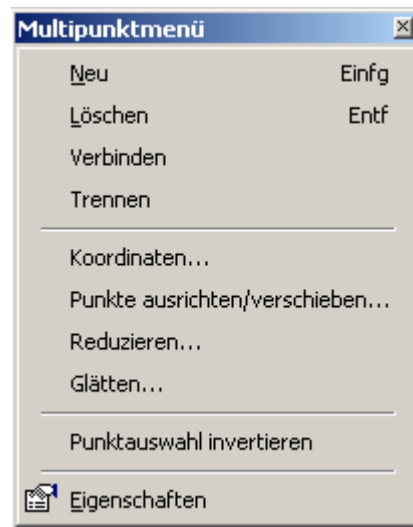 Multipunktmenü
Neu Einfg
Löschen Entf
Verbinden
Trennen
Koordinaten...
Punkte ausrichten/verschieben...
Reduzieren...
Glätten...
Punktauswahl invertieren
Eigenschaften